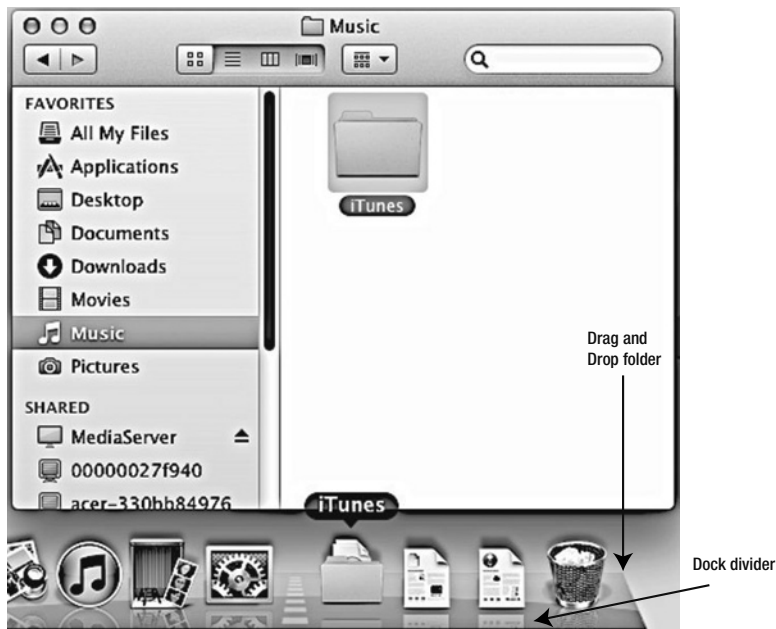 Music
FAVORITES
All My Files
Applications
Desktop
Documents
Downloads
Movies
Music
Pictures
SHARED
MediaServer
00000027f940
acer-330bb84976
iTunes
iTunes
Drag and
Drop folder
Dock divider